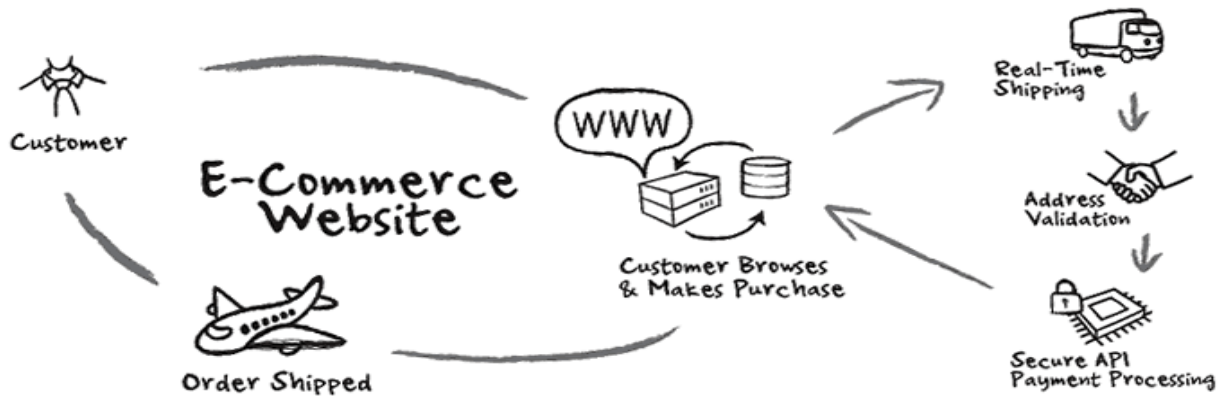 Customer
E-Commerce
Website
WWW
Customer Browses
& Makes Purchase
Real-Time
Shipping
Address
Validation
Secure API
Payment Processing
Order Shipped